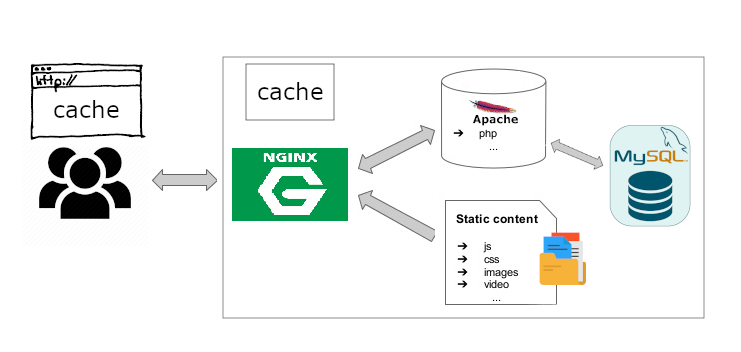 http://
cache
cache
NGINX
Apache
➔ php
...
MySQL
Static content
➔ js
➔ css
➔ images
➔ video
...